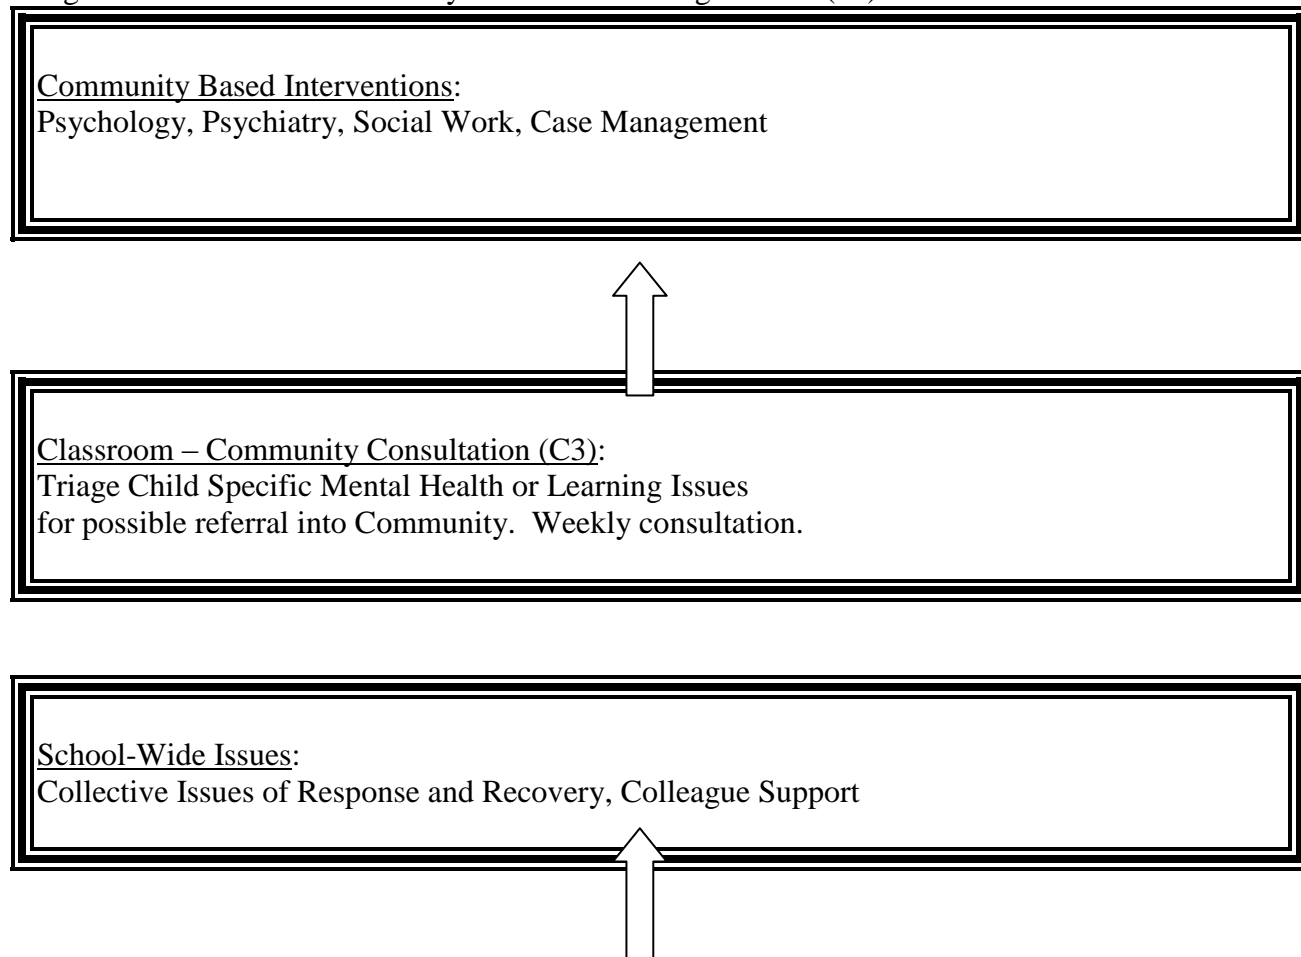 Community Based Interventions:
Psychology, Psychiatry, Social Work, Case Management
Classroom – Community Consultation (C3):
Triage Child Specific Mental Health or Learning Issues
for possible referral into Community.  Weekly consultation.
School-Wide Issues:
Collective Issues of Response and Recovery, Colleague Support